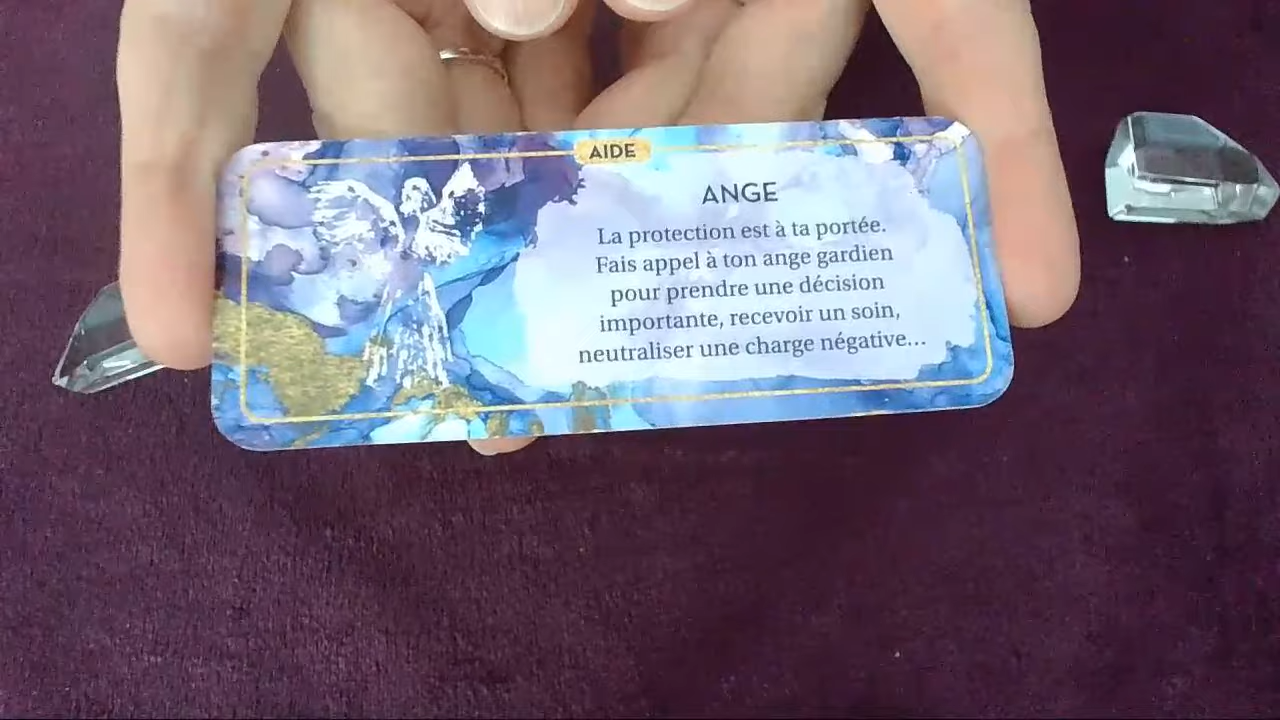 AIDE
ANGE
La protection est à ta portée.
Fais appel à ton ange gardien
pour prendre une décision
importante, recevoir un soin,
neutraliser une charge négative...